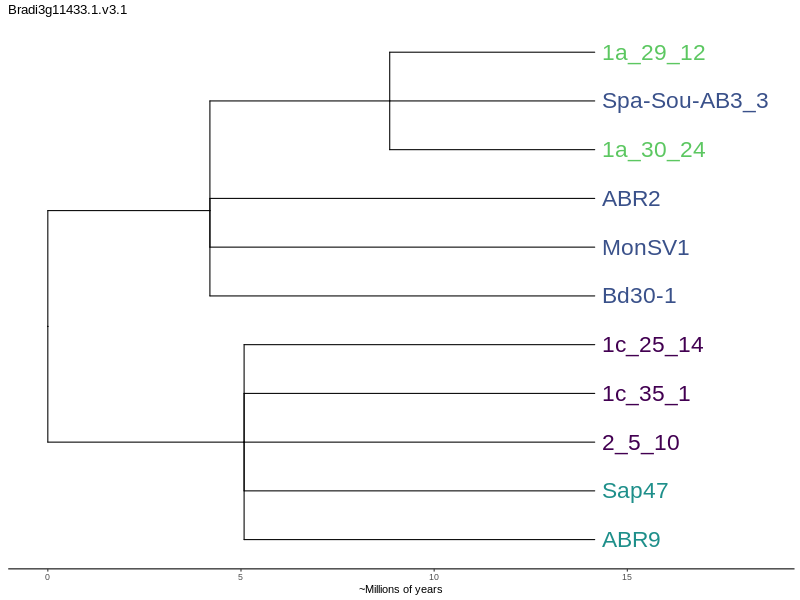 Bradi3g11433.1.v3.1
1a_29_12
Spa-Sou-AB3_3
1a_30_24
ABR2
MonSV1
Bd30-1
1c_25_14
1c_35_1
2_5_10
Sap47
ABR9
0 5 10 15
~Millions of years